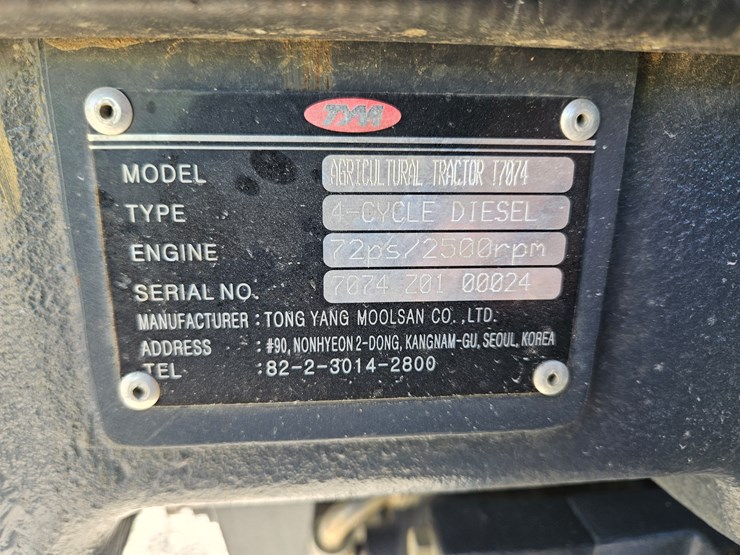 TYM
MODEL AGRICULTURAL TRACTOR T7074
TYPE 4-CYCLE DIESEL
ENGINE 72ps/2500rpm
SERIAL NO. 7074 Z01 00024
MANUFACTURER : TONG YANG MOOLSAN CO.,LTD.
ADDRESS : #90, NONHYEON 2-DONG, KANGNAM-GU, SEOUL, KOREA
TEL :82-2-3014-2800